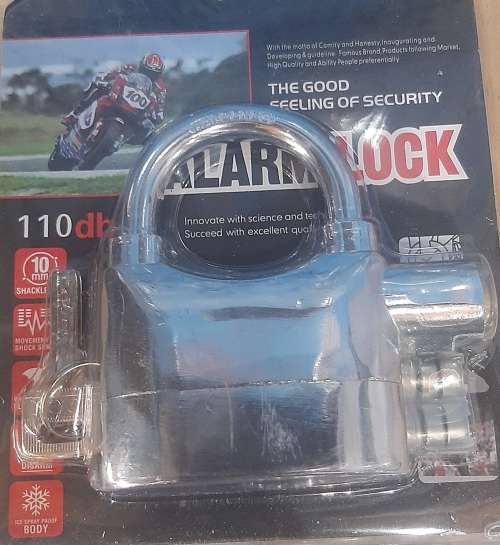 With the motto of Comity and Honesty, Inaugurating and
Developing & guideline. Famous Brand, Products following Market,
High Quality and Ability People preferentially
THE GOOD
FEELING OF SECURITY
100
ALARM LOCK
110db
Innovate with science and
Succeed with excellent
10
mm
SHACKLE
MOVEMENT
SHOCK
DISARM
ICE SPRAY PROOF
BODY